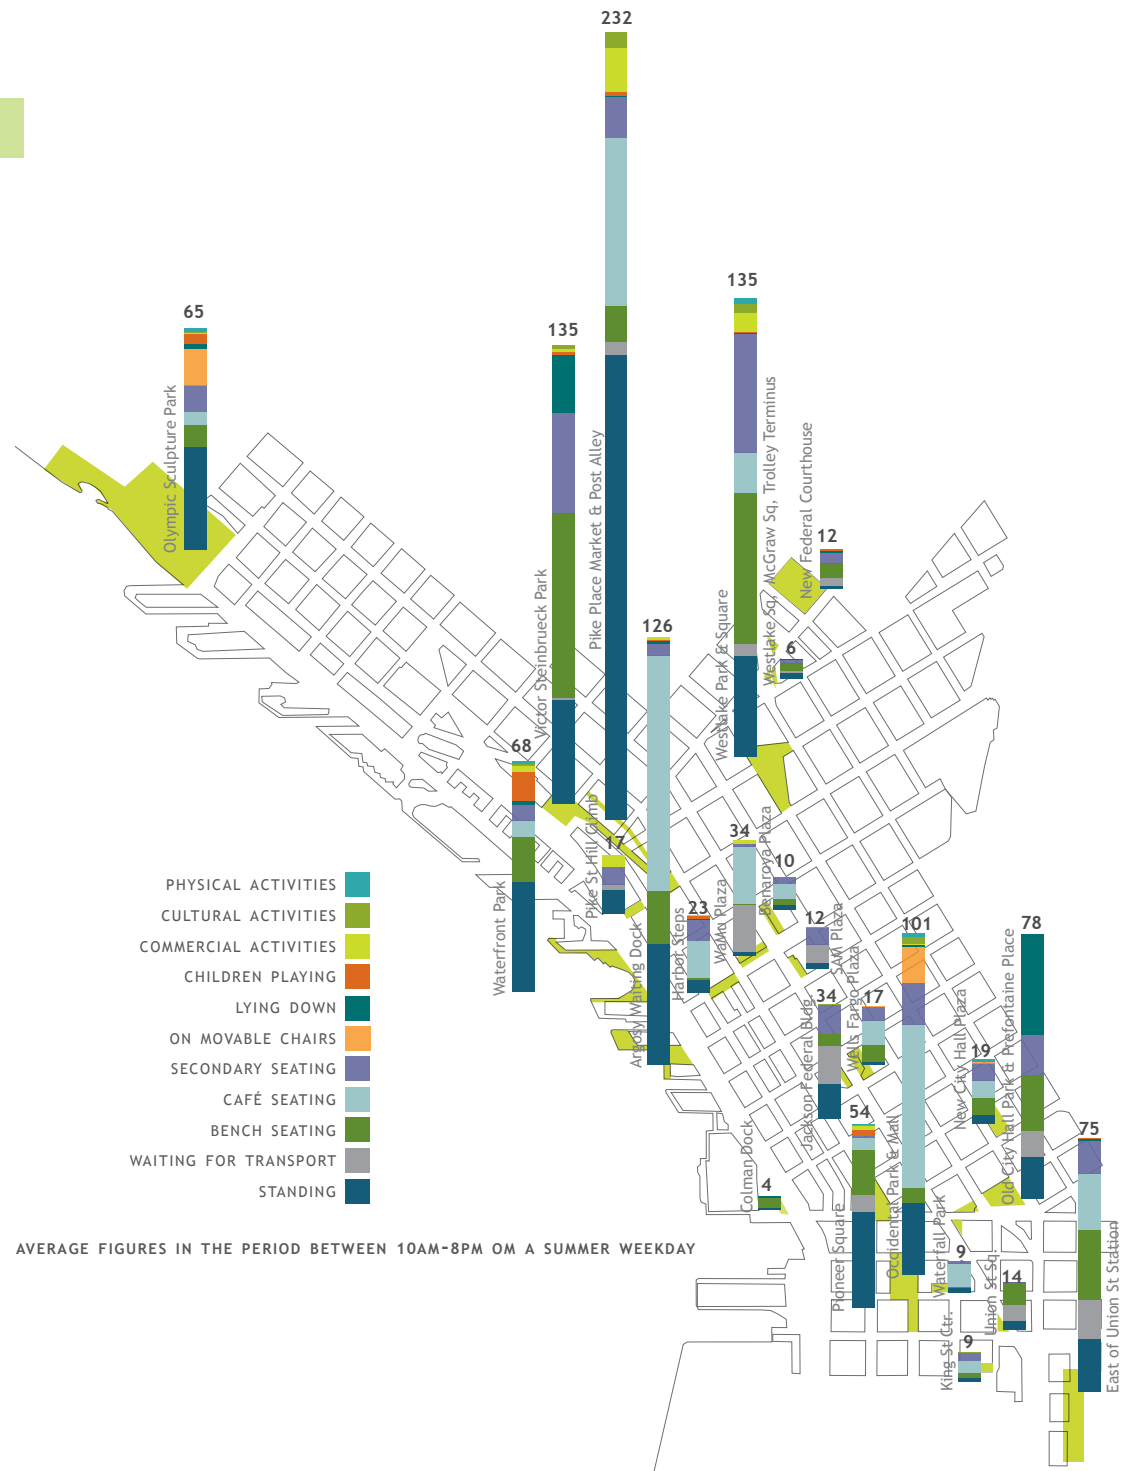 232
65
Olympic Sculpture Park
135
Victor Steinbrueck Park
Pike Place Market & Post Alley
135
Westlake Park & Square
Westlake Sq, McGraw Sq, Trolley Terminus
6
New Federal Courthouse
12
126
Argosy Waiting Dock
68
Waterfront Park
17
Pike St Hill Climb
23
Harbor Steps
34
WaMu Plaza
10
Benaroya Plaza
12
SAM Plaza
34
Jackson Federal Bldg.
17
Wells Fargo Plaza
101
Occidental Park & Mall
78
Old City Hall Park & Prefontaine Place
19
New City Hall Plaza
54
Pioneer Square
4
Colman Dock
75
East of Union St Station
9
Waterfall Park
14
Union St Sq
9
King St Ctr.
PHYSICAL ACTIVITIES
CULTURAL ACTIVITIES
COMMERCIAL ACTIVITIES
CHILDREN PLAYING
LYING DOWN
ON MOVABLE CHAIRS
SECONDARY SEATING
CAFÉ SEATING
BENCH SEATING
WAITING FOR TRANSPORT
STANDING
AVERAGE FIGURES IN THE PERIOD BETWEEN 10AM-8PM OM A SUMMER WEEKDAY